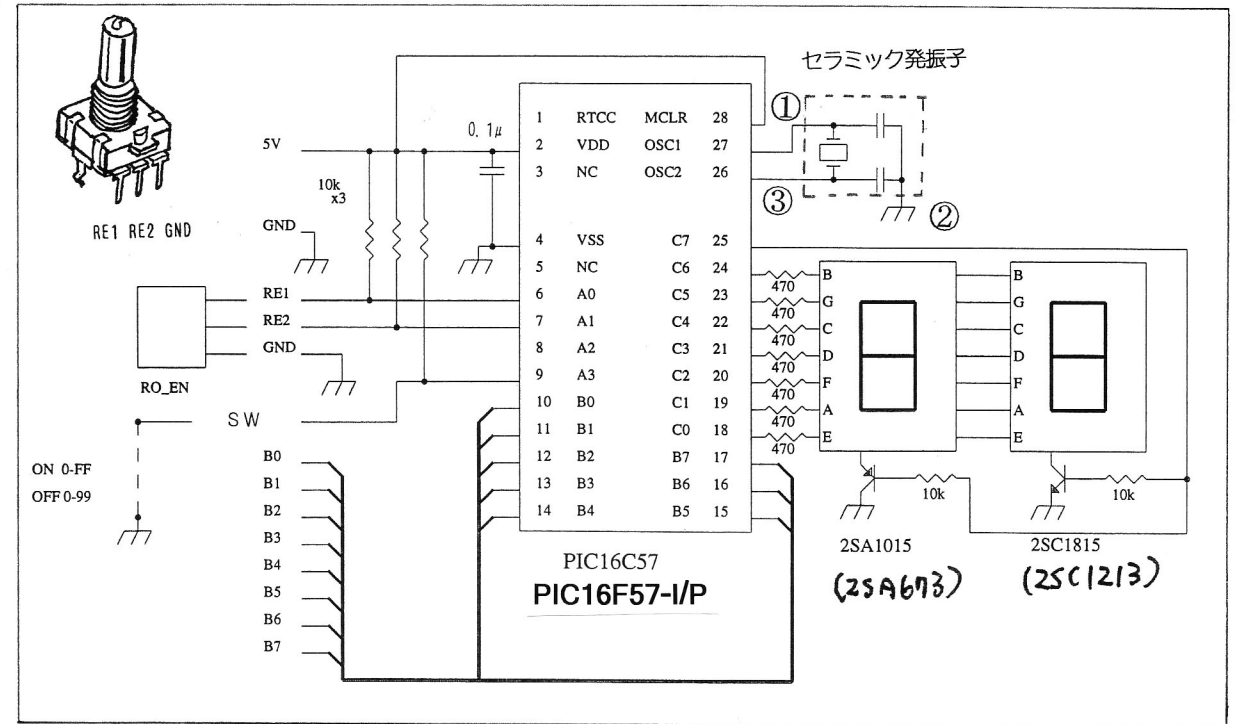 セラミック発振子
①
③
②
RE1 RE2 GND
5V
0.1μ
10k
x3
GND
RE1
RE2
GND
RO_EN
SW
ON 0-FF
OFF 0-99
B0
B1
B2
B3
B4
B5
B6
B7
1 RTCC MCLR 28
2 VDD OSC1 27
3 NC OSC2 26
4 VSS C7 25
5 NC C6 24
6 A0 C5 23
7 A1 C4 22
8 A2 C3 21
9 A3 C2 20
10 B0 C1 19
11 B1 C0 18
12 B2 B7 17
13 B3 B6 16
14 B4 B5 15
PIC16C57
PIC16F57-I/P
470
470
470
470
470
470
470
B
G
C
D
F
A
E
B
G
C
D
F
A
E
10k
10k
2SA1015
(2SA673)
2SC1815
(2SC1213)